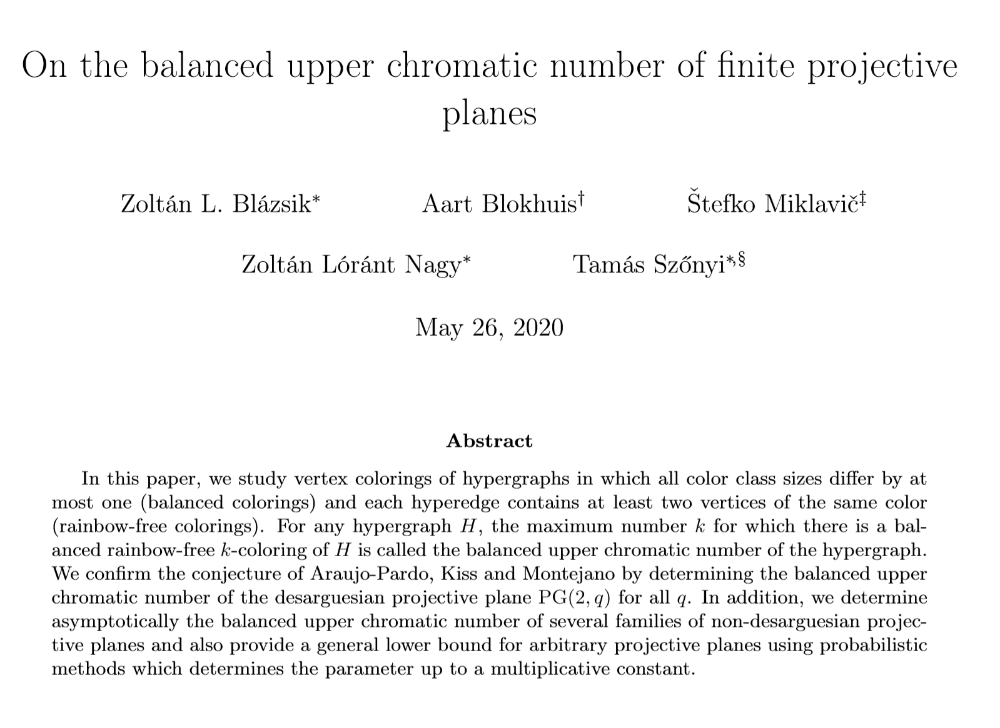 On the balanced upper chromatic number of finite projective
planes
Zoltán L. Blázsik* Aart Blokhuis† Štefko Miklavič‡
Zoltán Lóránt Nagy* Tamás Szőnyi*,§
May 26, 2020
Abstract
In this paper, we study vertex colorings of hypergraphs in which all color class sizes differ by at
most one (balanced colorings) and each hyperedge contains at least two vertices of the same color
(rainbow-free colorings). For any hypergraph H, the maximum number k for which there is a bal-
anced rainbow-free k-coloring of H is called the balanced upper chromatic number of the hypergraph.
We confirm the conjecture of Araujo-Pardo, Kiss and Montejano by determining the balanced upper
chromatic number of the desarguesian projective plane PG(2, q) for all q. In addition, we determine
asymptotically the balanced upper chromatic number of several families of non-desarguesian projec-
tive planes and also provide a general lower bound for arbitrary projective planes using probabilistic
methods which determines the parameter up to a multiplicative constant.